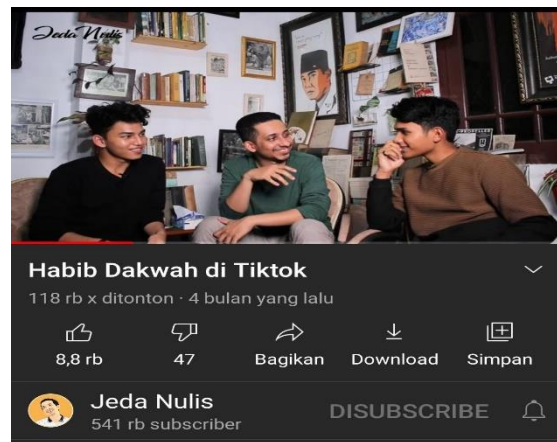 Jeda Nulis
Habib Dakwah di Tiktok
118 rb x ditonton · 4 bulan yang lalu
8,8 rb
47
Bagikan
Download
Simpan
Jeda Nulis
541 rb subscriber
DISUBSCRIBE